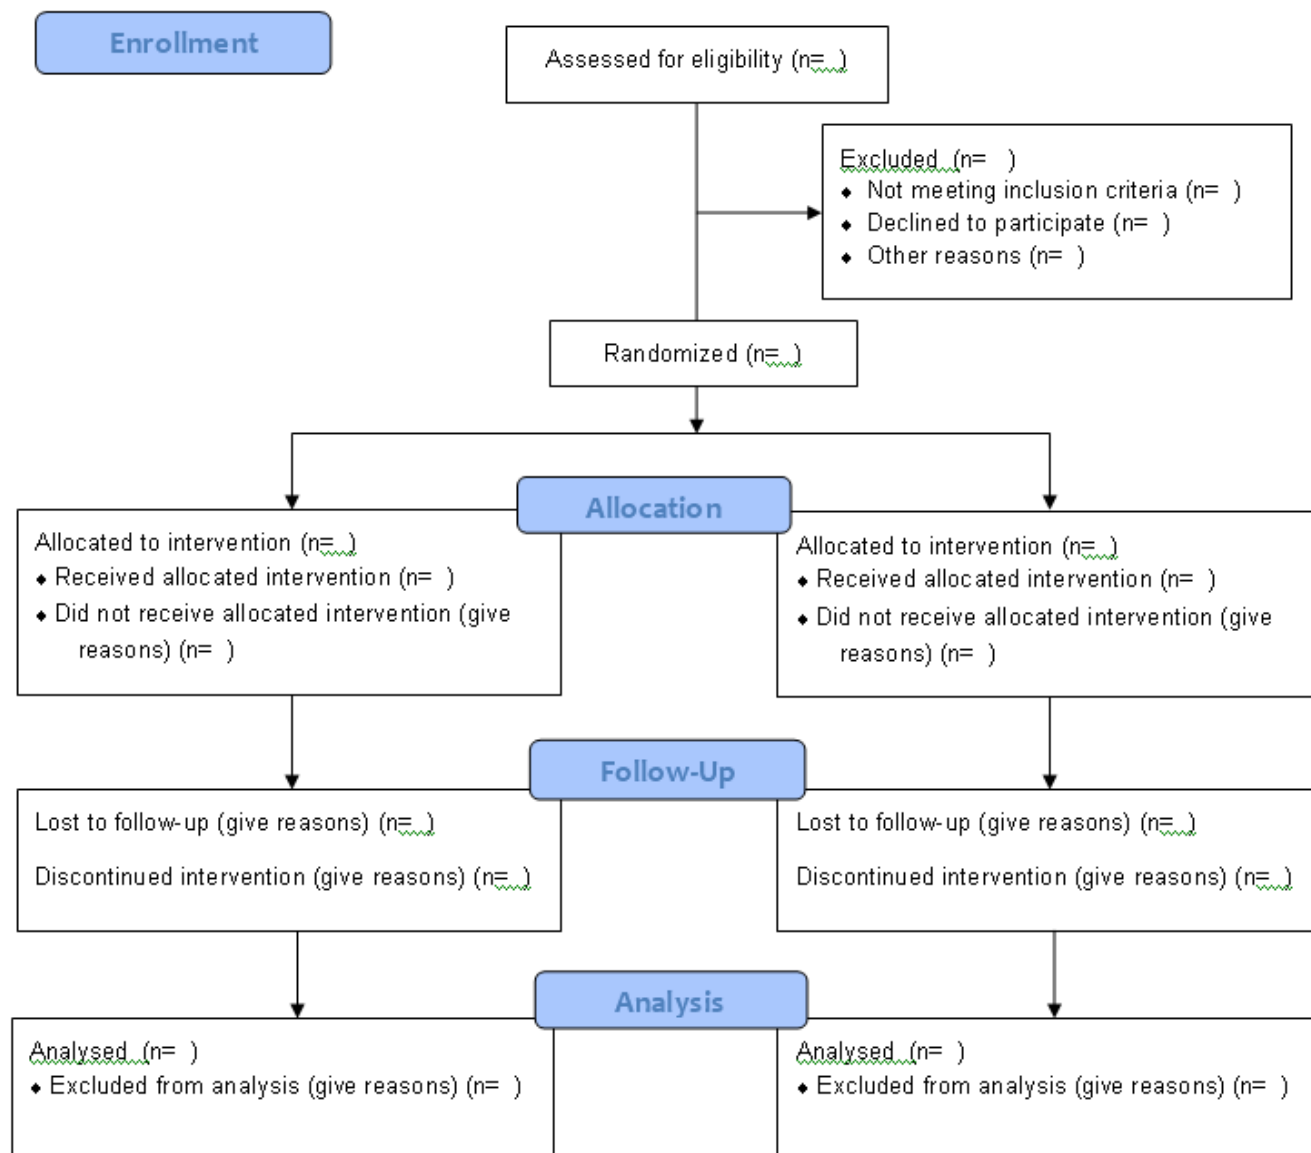 Enrollment
Assessed for eligibility (n= )
Excluded (n= )
♦ Not meeting inclusion criteria (n= )
♦ Declined to participate (n= )
♦ Other reasons (n= )
Randomized (n= )
Allocation
Allocated to intervention (n= )
♦ Received allocated intervention (n= )
♦ Did not receive allocated intervention (give
reasons) (n= )
Allocated to intervention (n= )
♦ Received allocated intervention (n= )
♦ Did not receive allocated intervention (give
reasons) (n= )
Follow-Up
Lost to follow-up (give reasons) (n= )
Discontinued intervention (give reasons) (n= )
Lost to follow-up (give reasons) (n= )
Discontinued intervention (give reasons) (n= )
Analysis
Analysed (n= )
♦ Excluded from analysis (give reasons) (n= )
Analysed (n= )
♦ Excluded from analysis (give reasons) (n= )